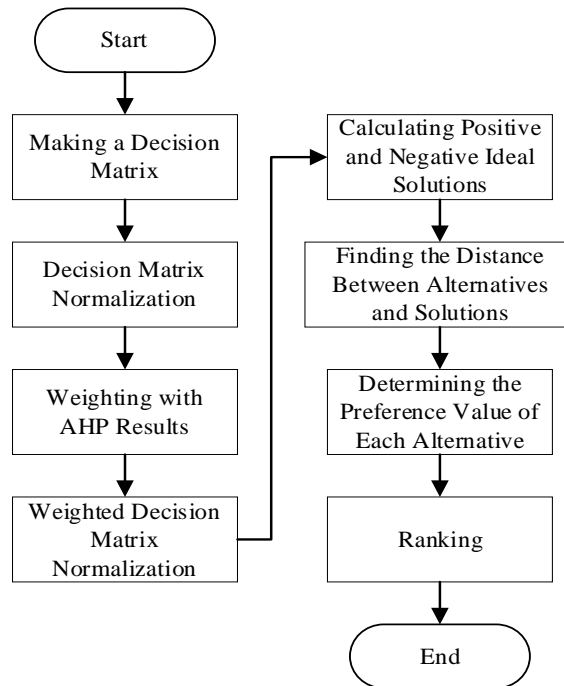 Start
Making a Decision
Matrix
Decision Matrix
Normalization
Weighting with
AHP Results
Weighted Decision
Matrix
Normalization
Calculating Positive
and Negative Ideal
Solutions
Finding the Distance
Between Alternatives
and Solutions
Determining the
Preference Value of
Each Alternative
Ranking
End